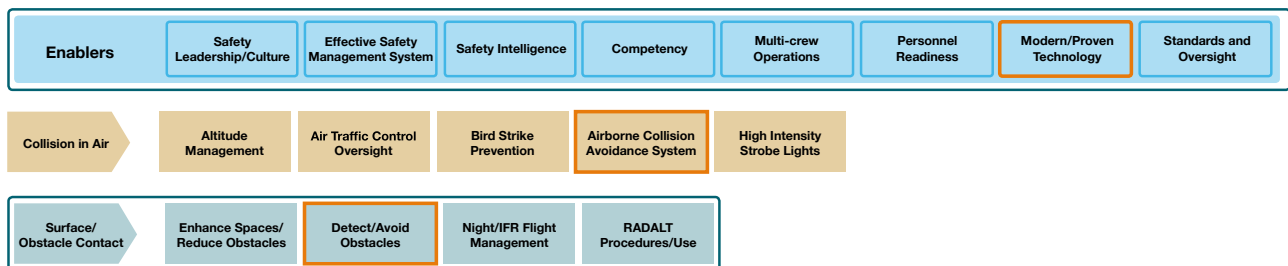 Enablers
Safety
Leadership/Culture
Effective Safety
Management System
Safety Intelligence
Competency
Multi-crew
Operations
Personnel
Readiness
Modern/Proven
Technology
Standards and
Oversight
Collision in Air
Altitude
Management
Air Traffic Control
Oversight
Bird Strike
Prevention
Airborne Collision
Avoidance System
High Intensity
Strobe Lights
Surface/
Obstacle Contact
Enhance Spaces/
Reduce Obstacles
Detect/Avoid
Obstacles
Night/IFR Flight
Management
RADALT
Procedures/Use